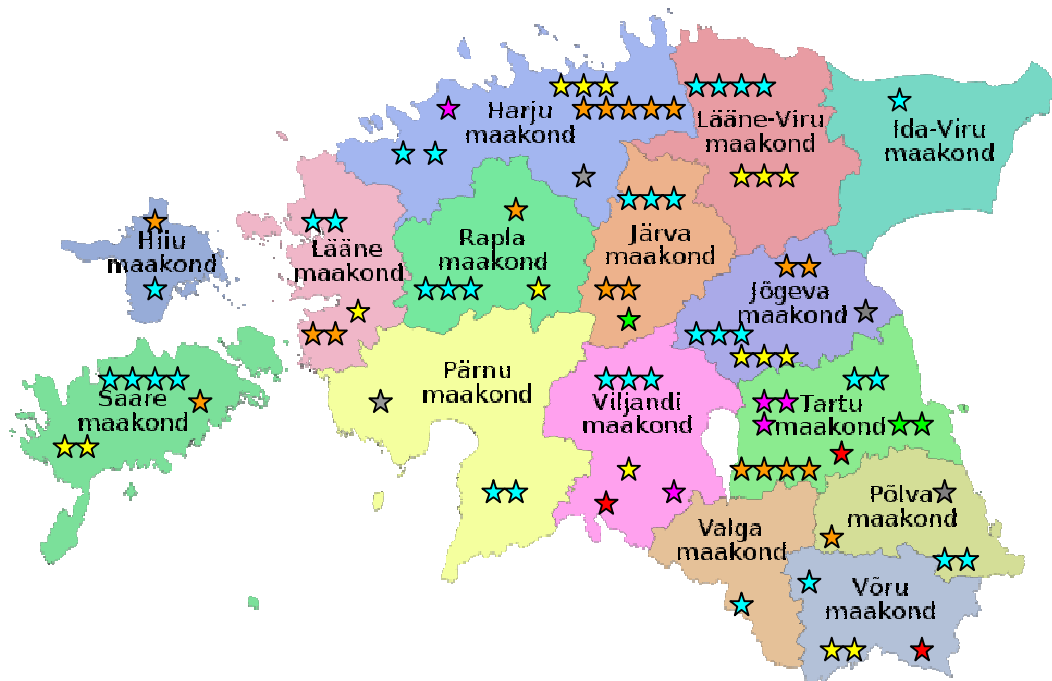 Harju
maakond
Lääne-Viru
maakond
Ida-Viru
maakond
Hiiu
maakond
Lääne
maakond
Rapla
maakond
Järva
maakond
Jõgeva
maakond
Saare
maakond
Pärnu
maakond
Viljandi
maakond
Tartu
maakond
Valga
maakond
Põlva
maakond
Võru
maakond